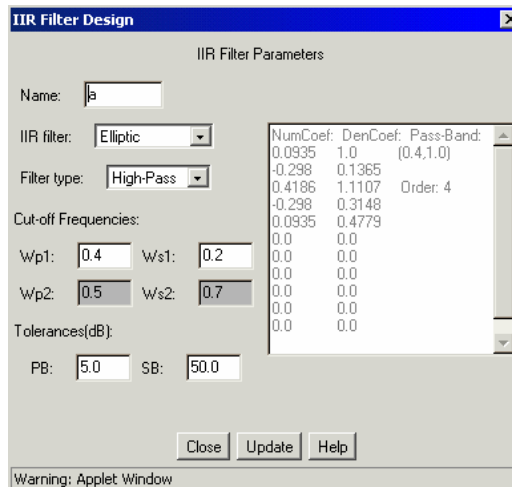 IIR Filter Design
IIR Filter Parameters
Name: a
IIR filter: Elliptic
Filter type: High-Pass
Cut-off Frequencies:
Wp1: 0.4 Ws1: 0.2
Wp2: 0.5 Ws2: 0.7
Tolerances(dB):
PB: 5.0 SB: 50.0
NumCoef: DenCoef: Pass-Band:
0.0935 1.0 (0.4,1.0)
-0.298 0.1365
0.4186 1.1107 Order: 4
-0.298 0.3148
0.0935 0.4779
0.0 0.0
0.0 0.0
0.0 0.0
0.0 0.0
0.0 0.0
0.0 0.0
Close Update Help
Warning: Applet Window